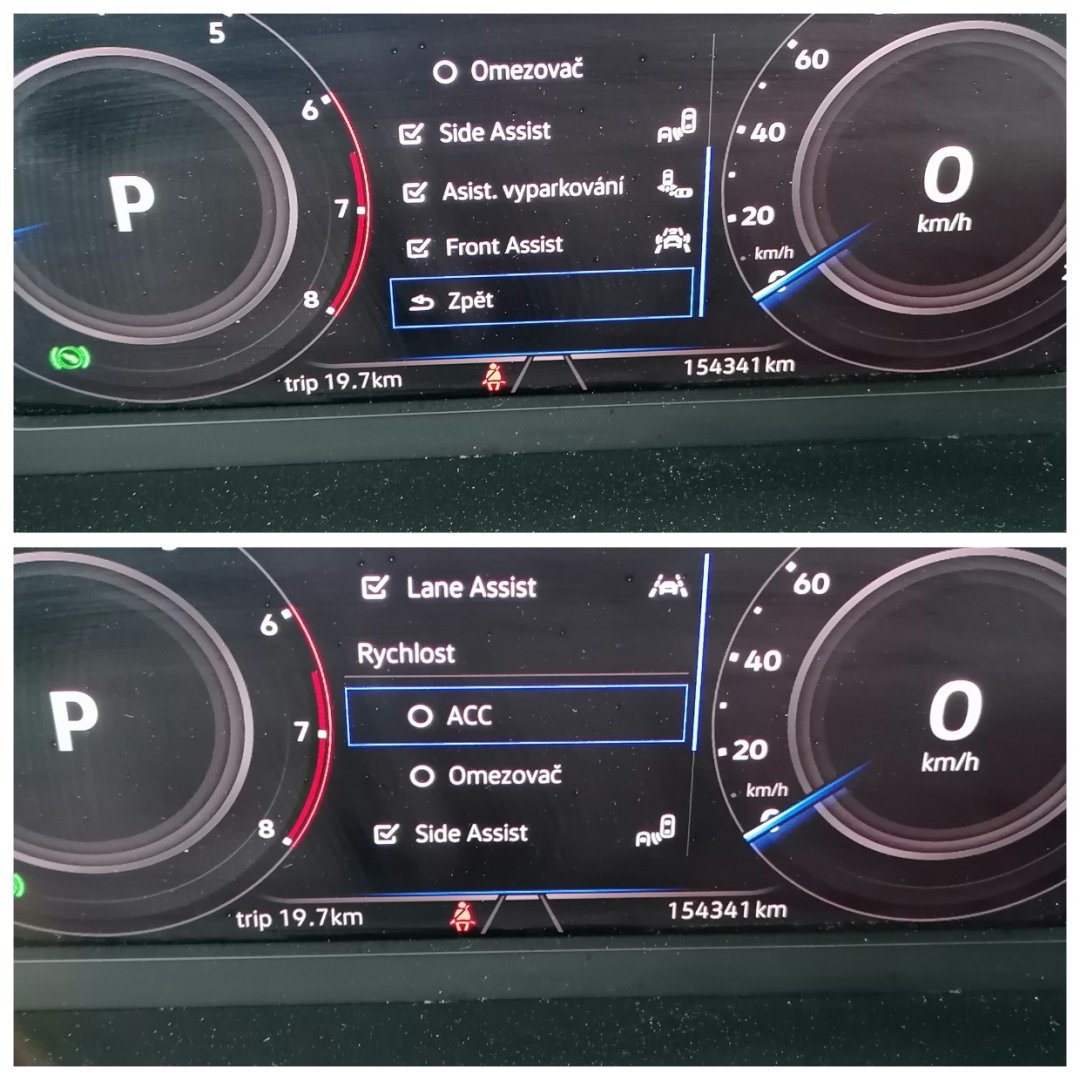 5
Omezovač
60
6
Side Assist
40
P
Asist. vyparkování
0
7
20
km/h
Front Assist
km/h
8
Zpět
trip 19.7km
154341 km
Lane Assist
60
6
Rychlost
40
P
ACC
0
7
20
km/h
Omezovač
km/h
8
Side Assist
trip 19.7km
154341 km